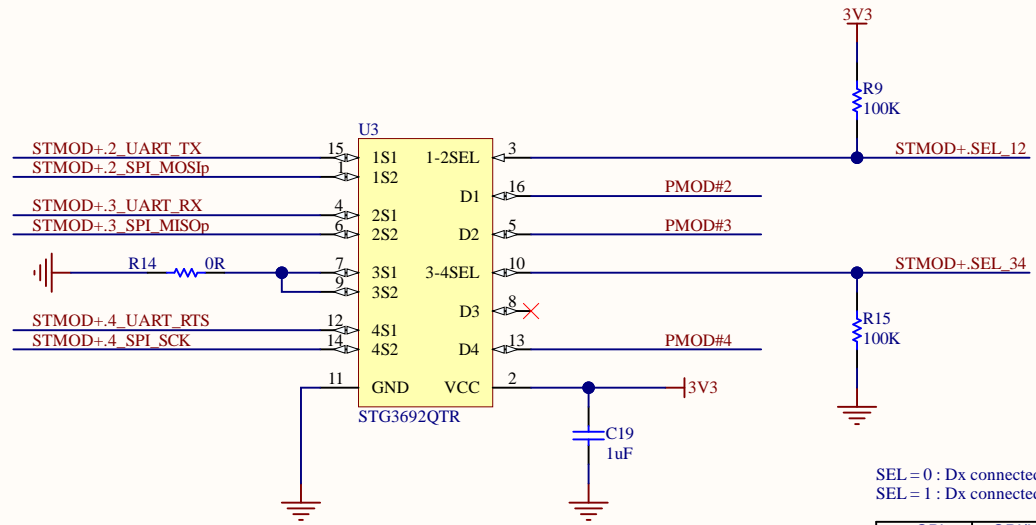 3V3
R9
100K
U3
STMOD+.2_UART_TX 15 1S1 1-2SEL 3 STMOD+.SEL_12
STMOD+.2_SPI_MOSIp 1 1S2
D1 16 PMOD#2
STMOD+.3_UART_RX 4 2S1
STMOD+.3_SPI_MISOp 6 2S2 D2 5 PMOD#3
R14 0R 7 3S1 3-4SEL 10 STMOD+.SEL_34
9 3S2
D3 8
R15
100K
STMOD+.4_UART_RTS 12 4S1
STMOD+.4_SPI_SCK 14 4S2 D4 13 PMOD#4
11 GND VCC 2 3V3
STG3692QTR
C19
1uF
SEL = 0 : Dx connected
SEL = 1 : Dx connected